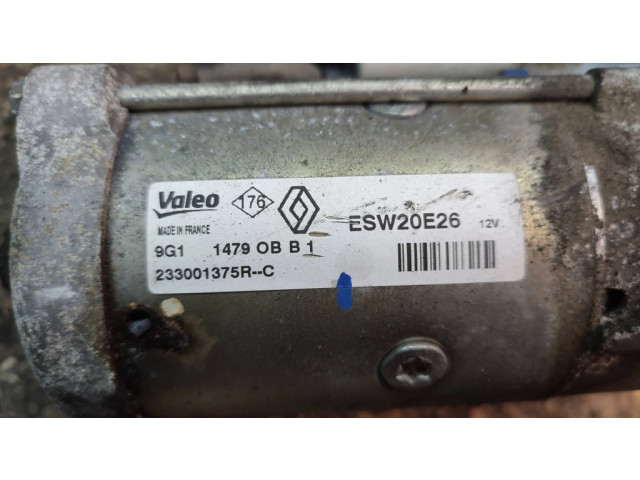 Valeo 176 ESW20E26 12V
MADE IN FRANCE
9G1 1479 OB B 1
233001375R--C